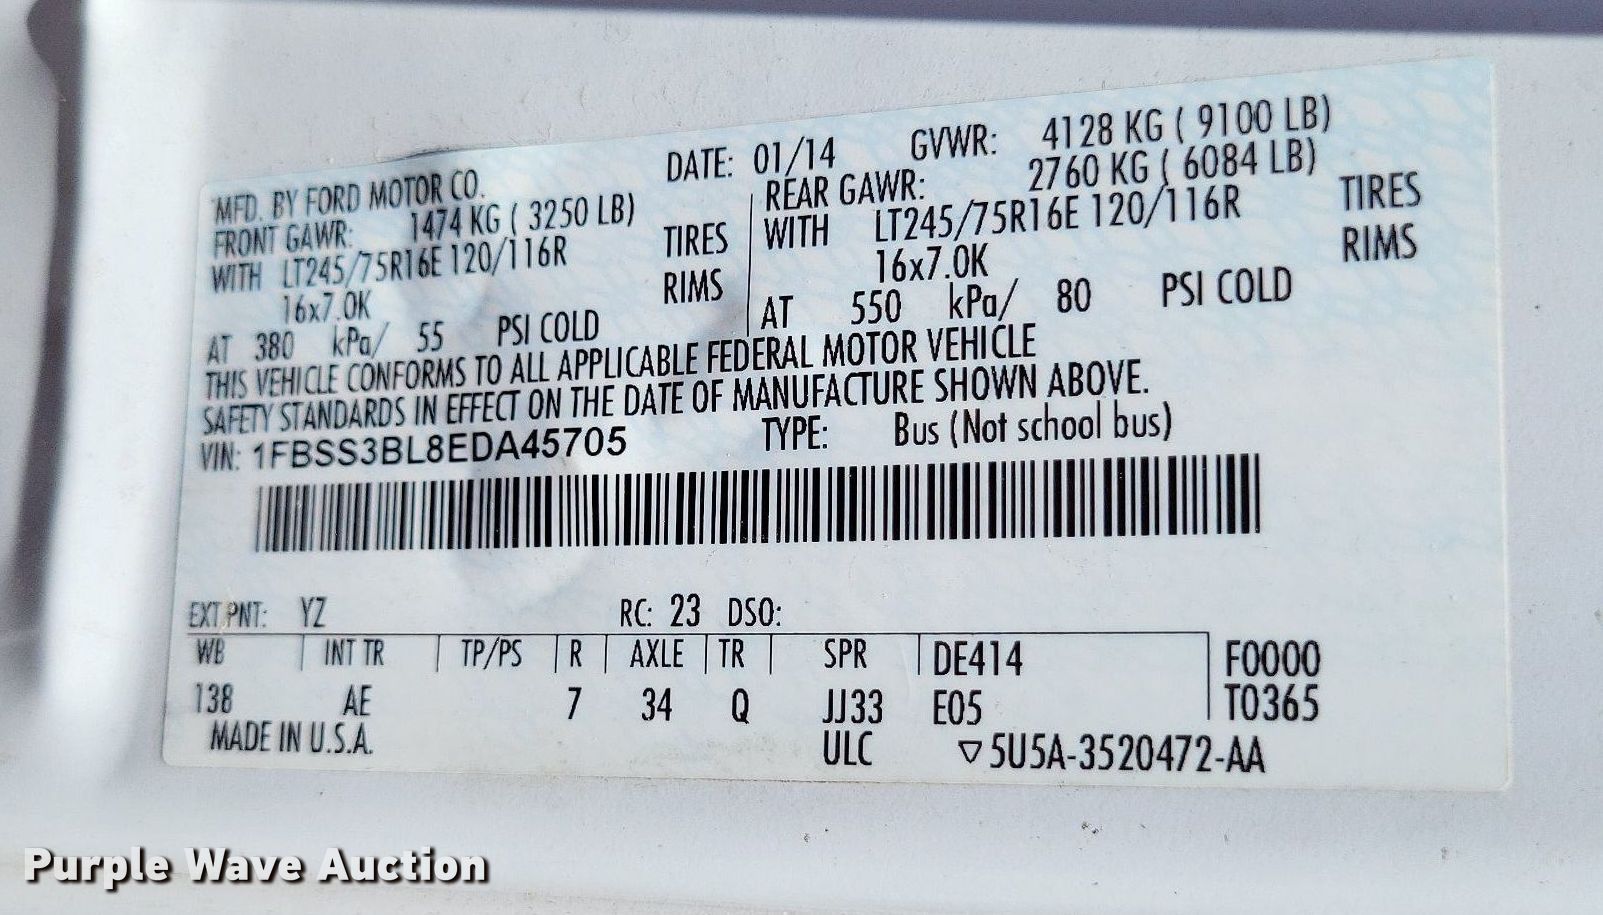 MFD. BY FORD MOTOR CO. DATE: 01/14 GVWR: 4128 KG ( 9100 LB)
FRONT GAWR: 1474 KG ( 3250 LB) REAR GAWR: 2760 KG ( 6084 LB)
WITH LT245/75R16E 120/116R TIRES WITH LT245/75R16E 120/116R TIRES
16x7.0K RIMS 16x7.0K RIMS
AT 380 kPa/ 55 PSI COLD AT 550 kPa/ 80 PSI COLD
THIS VEHICLE CONFORMS TO ALL APPLICABLE FEDERAL MOTOR VEHICLE
SAFETY STANDARDS IN EFFECT ON THE DATE OF MANUFACTURE SHOWN ABOVE.
VIN: 1FBSS3BL8EDA45705 TYPE: Bus (Not school bus)
EXT PNT: YZ RC: 23 DSO:
WB INT TR TP/PS R AXLE TR SPR DE414 F0000
138 AE 7 34 Q JJ33 E05 T0365
MADE IN U.S.A. ULC ▽5U5A-3520472-AA
Purple Wave Auction